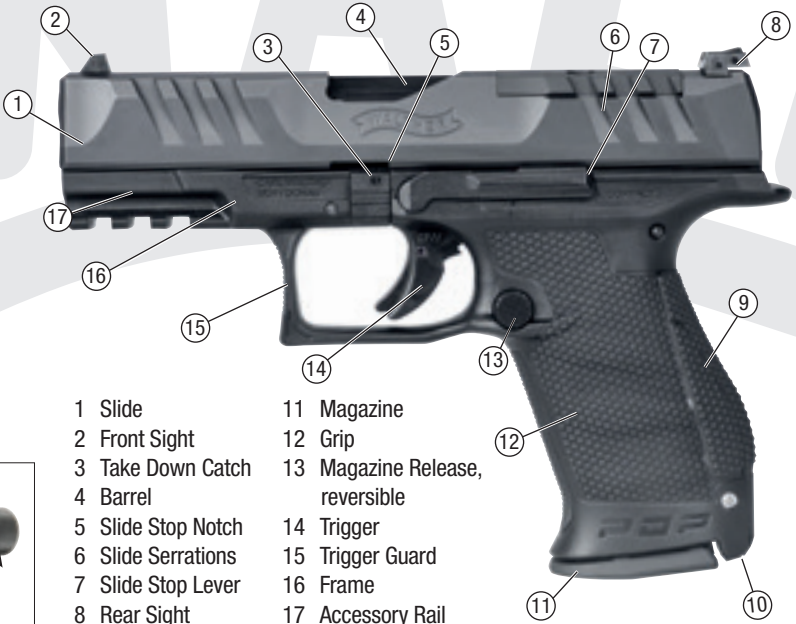 2
4
8
3
5
6
7
1
17
16
15
14
13
9
12
11
10
PDP
1 Slide
2 Front Sight
3 Take Down Catch
4 Barrel
5 Slide Stop Notch
6 Slide Serrations
7 Slide Stop Lever
8 Rear Sight
11 Magazine
12 Grip
13 Magazine Release,
reversible
14 Trigger
15 Trigger Guard
16 Frame
17 Accessory Rail